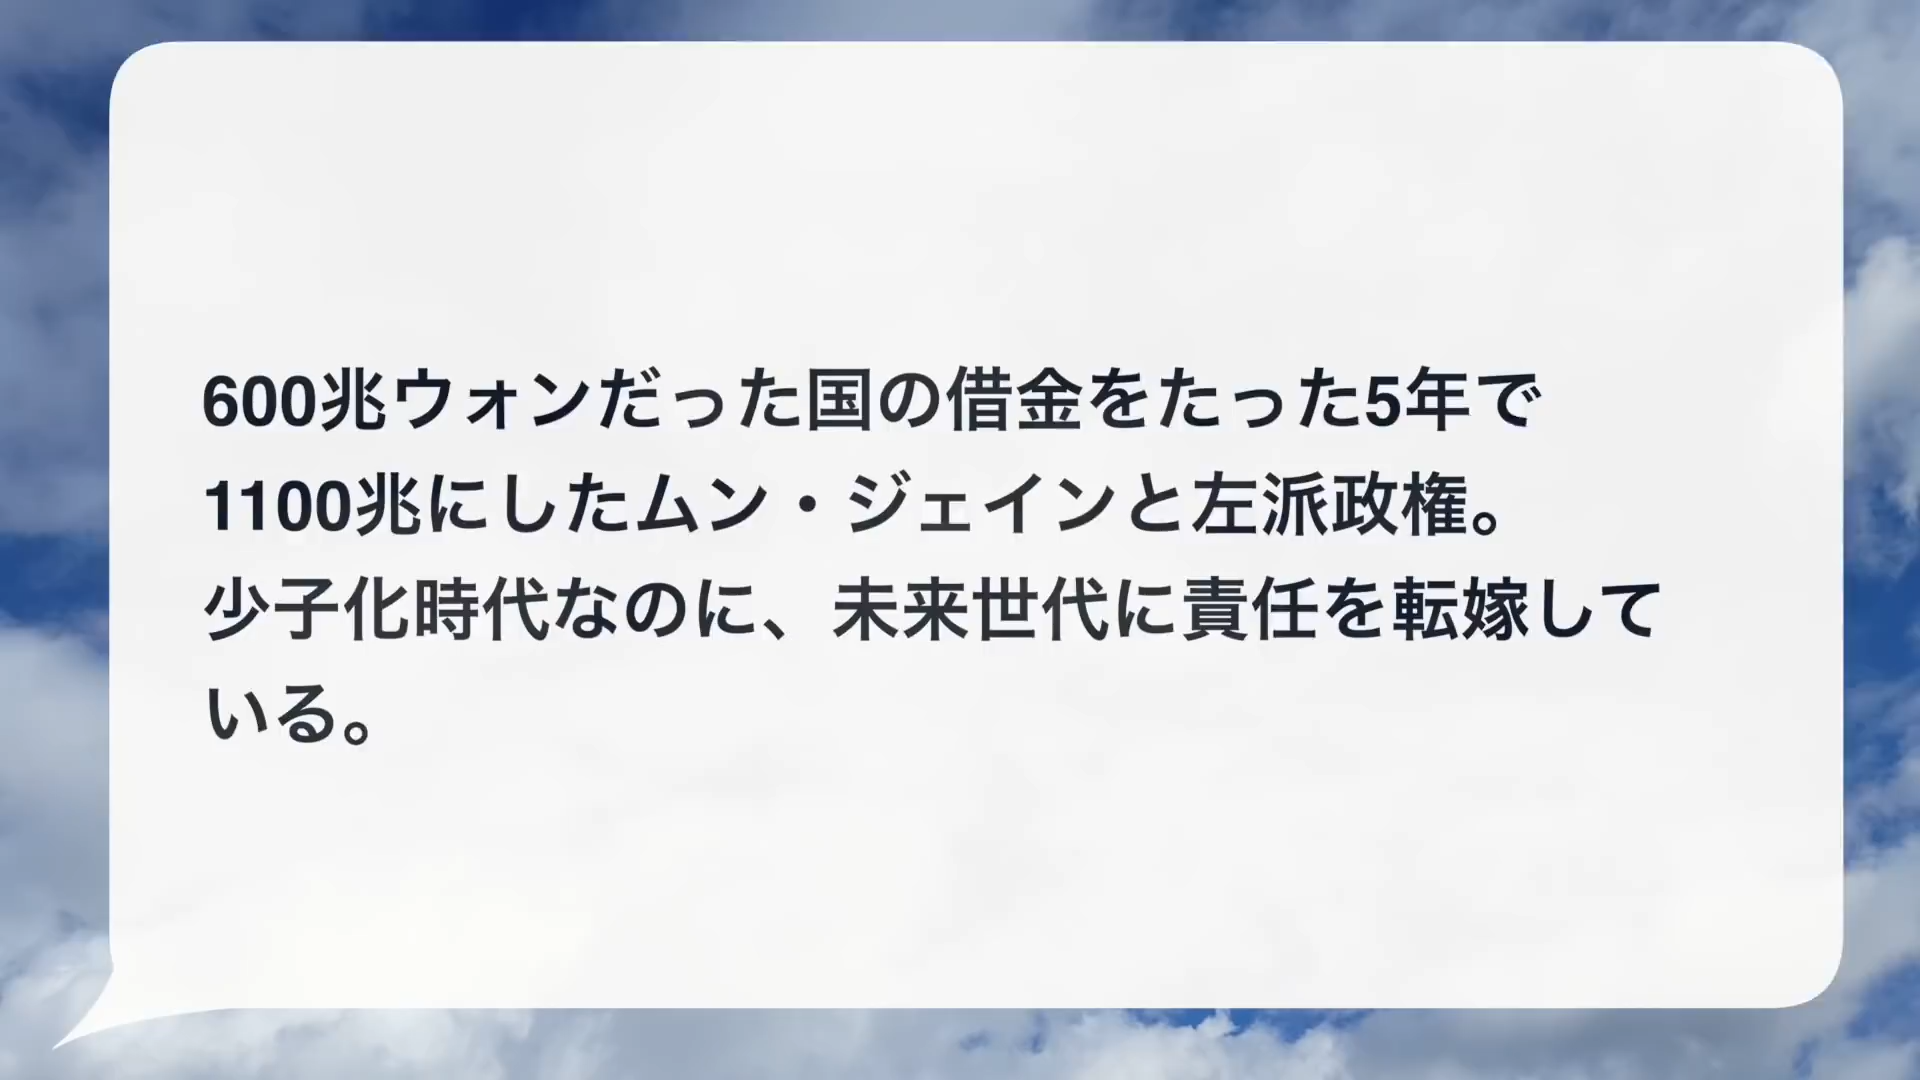 600兆ウォンだった国の借金をたった5年で
1100兆にしたムン・ジェインと左派政権。
少子化時代なのに、未来世代に責任を転嫁して
いる。